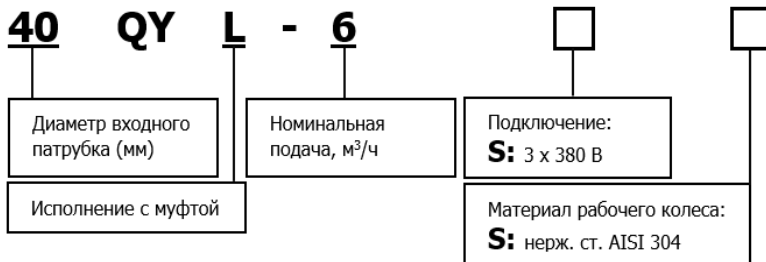 40 QY L - 6
Диаметр входного
патрубка (мм)
Номинальная
подача, м³/ч
Подключение:
S: 3 x 380 В
Исполнение с муфтой
Материал рабочего колеса:
S: нерж. ст. AISI 304